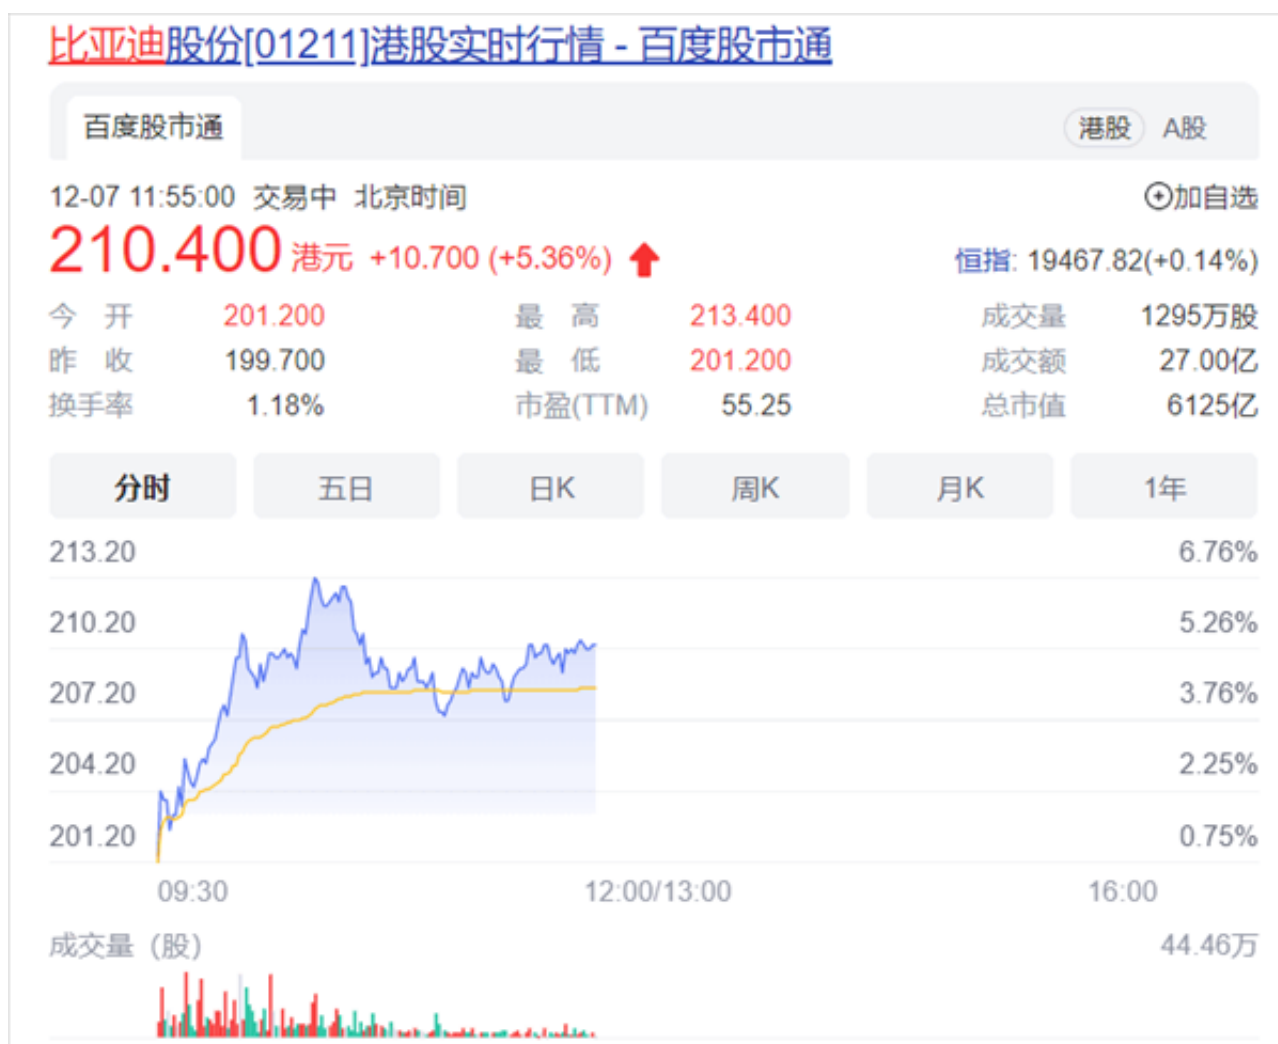 比亚迪股份[01211]港股实时行情 - 百度股市通
百度股市通 港股 A股
12-07 11:55:00 交易中 北京时间 加自选
210.400 港元 +10.700 (+5.36%) 恒指: 19467.82(+0.14%)
今 开 201.200 最 高 213.400 成交量 1295万股
昨 收 199.700 最 低 201.200 成交额 27.00亿
换手率 1.18% 市盈(TTM) 55.25 总市值 6125亿
分时 五日 日K 周K 月K 1年
213.20 6.76%
210.20 5.26%
207.20 3.76%
204.20 2.25%
201.20 0.75%
09:30 12:00/13:00 16:00
成交量（股） 44.46万